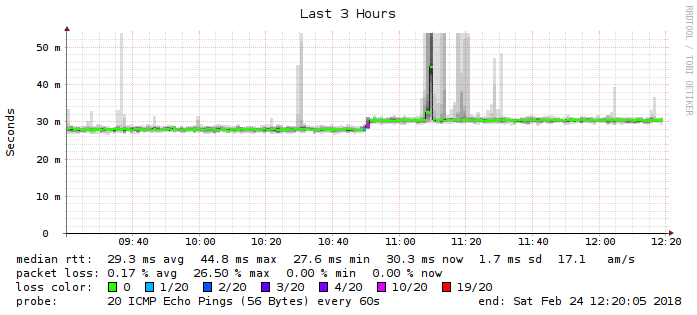 Last 3 Hours
RRDTOOL / TOBI OETIKER
Seconds
50 m
40 m
30 m
20 m
10 m
0
09:40 10:00 10:20 10:40 11:00 11:20 11:40 12:00 12:20
median rtt: 29.3 ms avg 44.8 ms max 27.6 ms min 30.3 ms now 1.7 ms sd 17.1 am/s
packet loss: 0.17 % avg 26.50 % max 0.00 % min 0.00 % now
loss color: 0 1/20 2/20 3/20 4/20 10/20 19/20
probe: 20 ICMP Echo Pings (56 Bytes) every 60s end: Sat Feb 24 12:20:05 2018